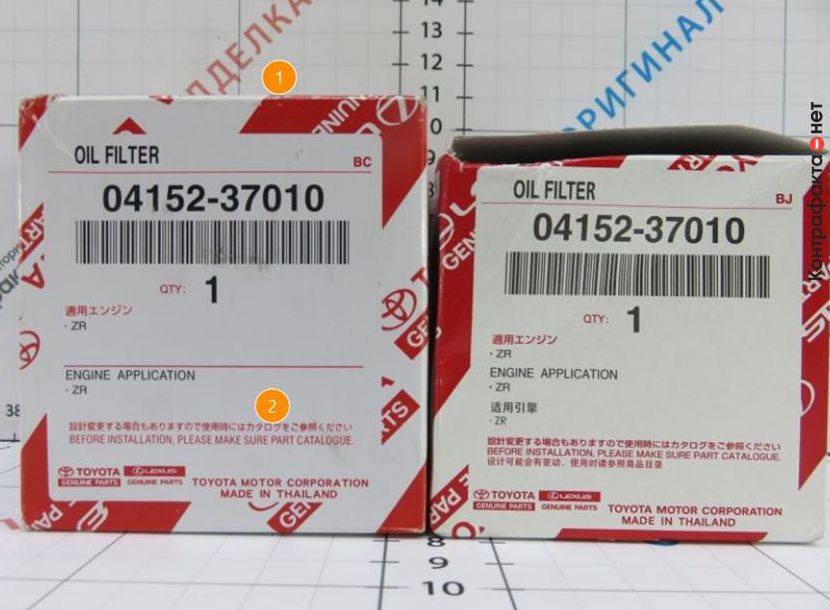 ПОДДЕЛКА
ОРИГИНАЛ
Контрафакта нет
14
13
12
11
10
9
8
1
OIL FILTER
BC
04152-37010
QTY: 1
適用エンジン
・ZR
ENGINE APPLICATION
・ZR
2
設計変更する場合もありますので使用時にはカタログをご参照ください
BEFORE INSTALLATION, PLEASE MAKE SURE PART CATALOGUE.
TOYOTA
GENUINE PARTS
LEXUS
GENUINE PARTS
TOYOTA MOTOR CORPORATION
MADE IN THAILAND
OIL FILTER
BJ
04152-37010
QTY: 1
適用エンジン
・ZR
ENGINE APPLICATION
・ZR
适用引擎
・ZR
設計変更する場合もありますので使用時にはカタログをご参照ください
BEFORE INSTALLATION, PLEASE MAKE SURE PART CATALOGUE.
设计可能会有变动，使用时请参照商品目录
TOYOTA
GENUINE PARTS
LEXUS
GENUINE PARTS
TOYOTA MOTOR CORPORATION
MADE IN THAILAND
38
8
9
10